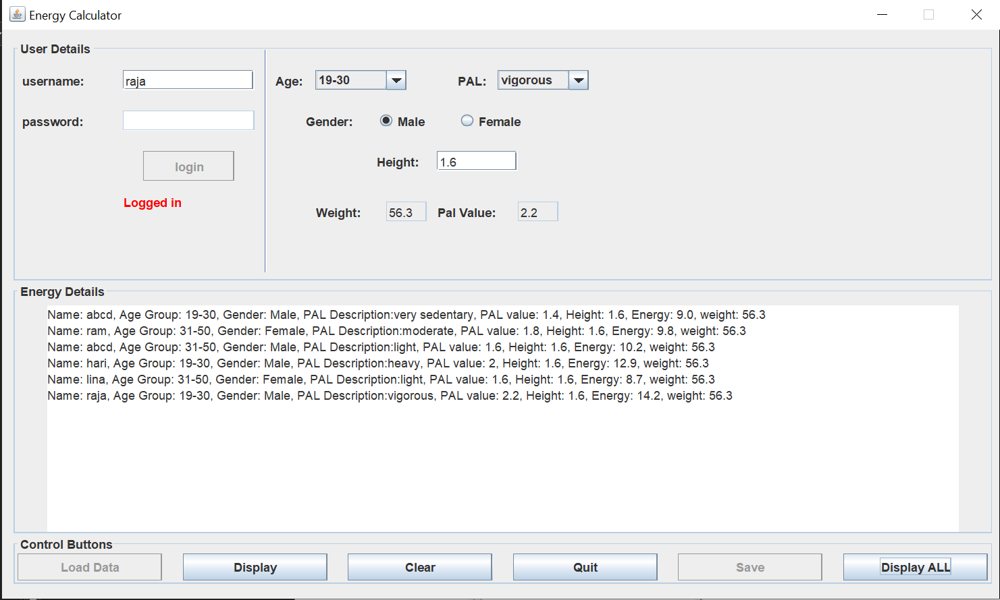 Energy Calculator
User Details
username: raja
Age: 19-30 PAL: vigorous
password:
Gender: Male Female
login
Height: 1.6
Logged in
Weight: 56.3 Pal Value: 2.2
Energy Details
Name: abcd, Age Group: 19-30, Gender: Male, PAL Description:very sedentary, PAL value: 1.4, Height: 1.6, Energy: 9.0, weight: 56.3
Name: ram, Age Group: 31-50, Gender: Female, PAL Description:moderate, PAL value: 1.8, Height: 1.6, Energy: 9.8, weight: 56.3
Name: abcd, Age Group: 31-50, Gender: Male, PAL Description:light, PAL value: 1.6, Height: 1.6, Energy: 10.2, weight: 56.3
Name: hari, Age Group: 19-30, Gender: Male, PAL Description:heavy, PAL value: 2, Height: 1.6, Energy: 12.9, weight: 56.3
Name: lina, Age Group: 31-50, Gender: Female, PAL Description:light, PAL value: 1.6, Height: 1.6, Energy: 8.7, weight: 56.3
Name: raja, Age Group: 19-30, Gender: Male, PAL Description:vigorous, PAL value: 2.2, Height: 1.6, Energy: 14.2, weight: 56.3
Control Buttons
Load Data Display Clear Quit Save Display ALL